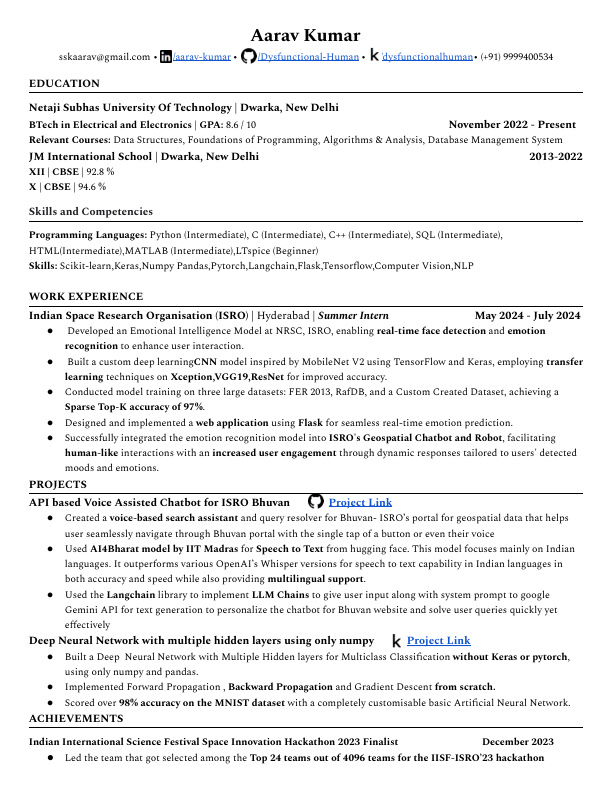 Aarav Kumar
sskaarav@gmail.com • in/aarav-kumar • /Dysfunctional-Human • k dysfunctionalhuman• (+91) 9999400534
EDUCATION
Netaji Subhas University Of Technology | Dwarka, New Delhi
BTech in Electrical and Electronics | GPA: 8.6 / 10 November 2022 - Present
Relevant Courses: Data Structures, Foundations of Programming, Algorithms & Analysis, Database Management System
JM International School | Dwarka, New Delhi 2013-2022
XII | CBSE | 92.8 %
X | CBSE | 94.6 %
Skills and Competencies
Programming Languages: Python (Intermediate), C (Intermediate), C++ (Intermediate), SQL (Intermediate),
HTML(Intermediate),MATLAB (Intermediate),LTspice (Beginner)
Skills: Scikit-learn,Keras,Numpy Pandas,Pytorch,Langchain,Flask,Tensorflow,Computer Vision,NLP
WORK EXPERIENCE
Indian Space Research Organisation (ISRO) | Hyderabad | Summer Intern May 2024 - July 2024
● Developed an Emotional Intelligence Model at NRSC, ISRO, enabling real-time face detection and emotion
recognition to enhance user interaction.
● Built a custom deep learningCNN model inspired by MobileNet V2 using TensorFlow and Keras, employing transfer
learning techniques on Xception,VGG19,ResNet for improved accuracy.
● Conducted model training on three large datasets: FER 2013, RafDB, and a Custom Created Dataset, achieving a
Sparse Top-K accuracy of 97%.
● Designed and implemented a web application using Flask for seamless real-time emotion prediction.
● Successfully integrated the emotion recognition model into ISRO's Geospatial Chatbot and Robot, facilitating
human-like interactions with an increased user engagement through dynamic responses tailored to users' detected
moods and emotions.
PROJECTS
API based Voice Assisted Chatbot for ISRO Bhuvan Project Link
● Created a voice-based search assistant and query resolver for Bhuvan- ISRO's portal for geospatial data that helps
user seamlessly navigate through Bhuvan portal with the single tap of a button or even their voice
● Used AI4Bharat model by IIT Madras for Speech to Text from hugging face. This model focuses mainly on Indian
languages. It outperforms various OpenAI's Whisper versions for speech to text capability in Indian languages in
both accuracy and speed while also providing multilingual support.
● Used the Langchain library to implement LLM Chains to give user input along with system prompt to google
Gemini API for text generation to personalize the chatbot for Bhuvan website and solve user queries quickly yet
effectively
Deep Neural Network with multiple hidden layers using only numpy k Project Link
● Built a Deep Neural Network with Multiple Hidden layers for Multiclass Classification without Keras or pytorch,
using only numpy and pandas.
● Implemented Forward Propagation , Backward Propagation and Gradient Descent from scratch.
● Scored over 98% accuracy on the MNIST dataset with a completely customisable basic Artificial Neural Network.
ACHIEVEMENTS
Indian International Science Festival Space Innovation Hackathon 2023 Finalist December 2023
● Led the team that got selected among the Top 24 teams out of 4096 teams for the IISF-ISRO'23 hackathon